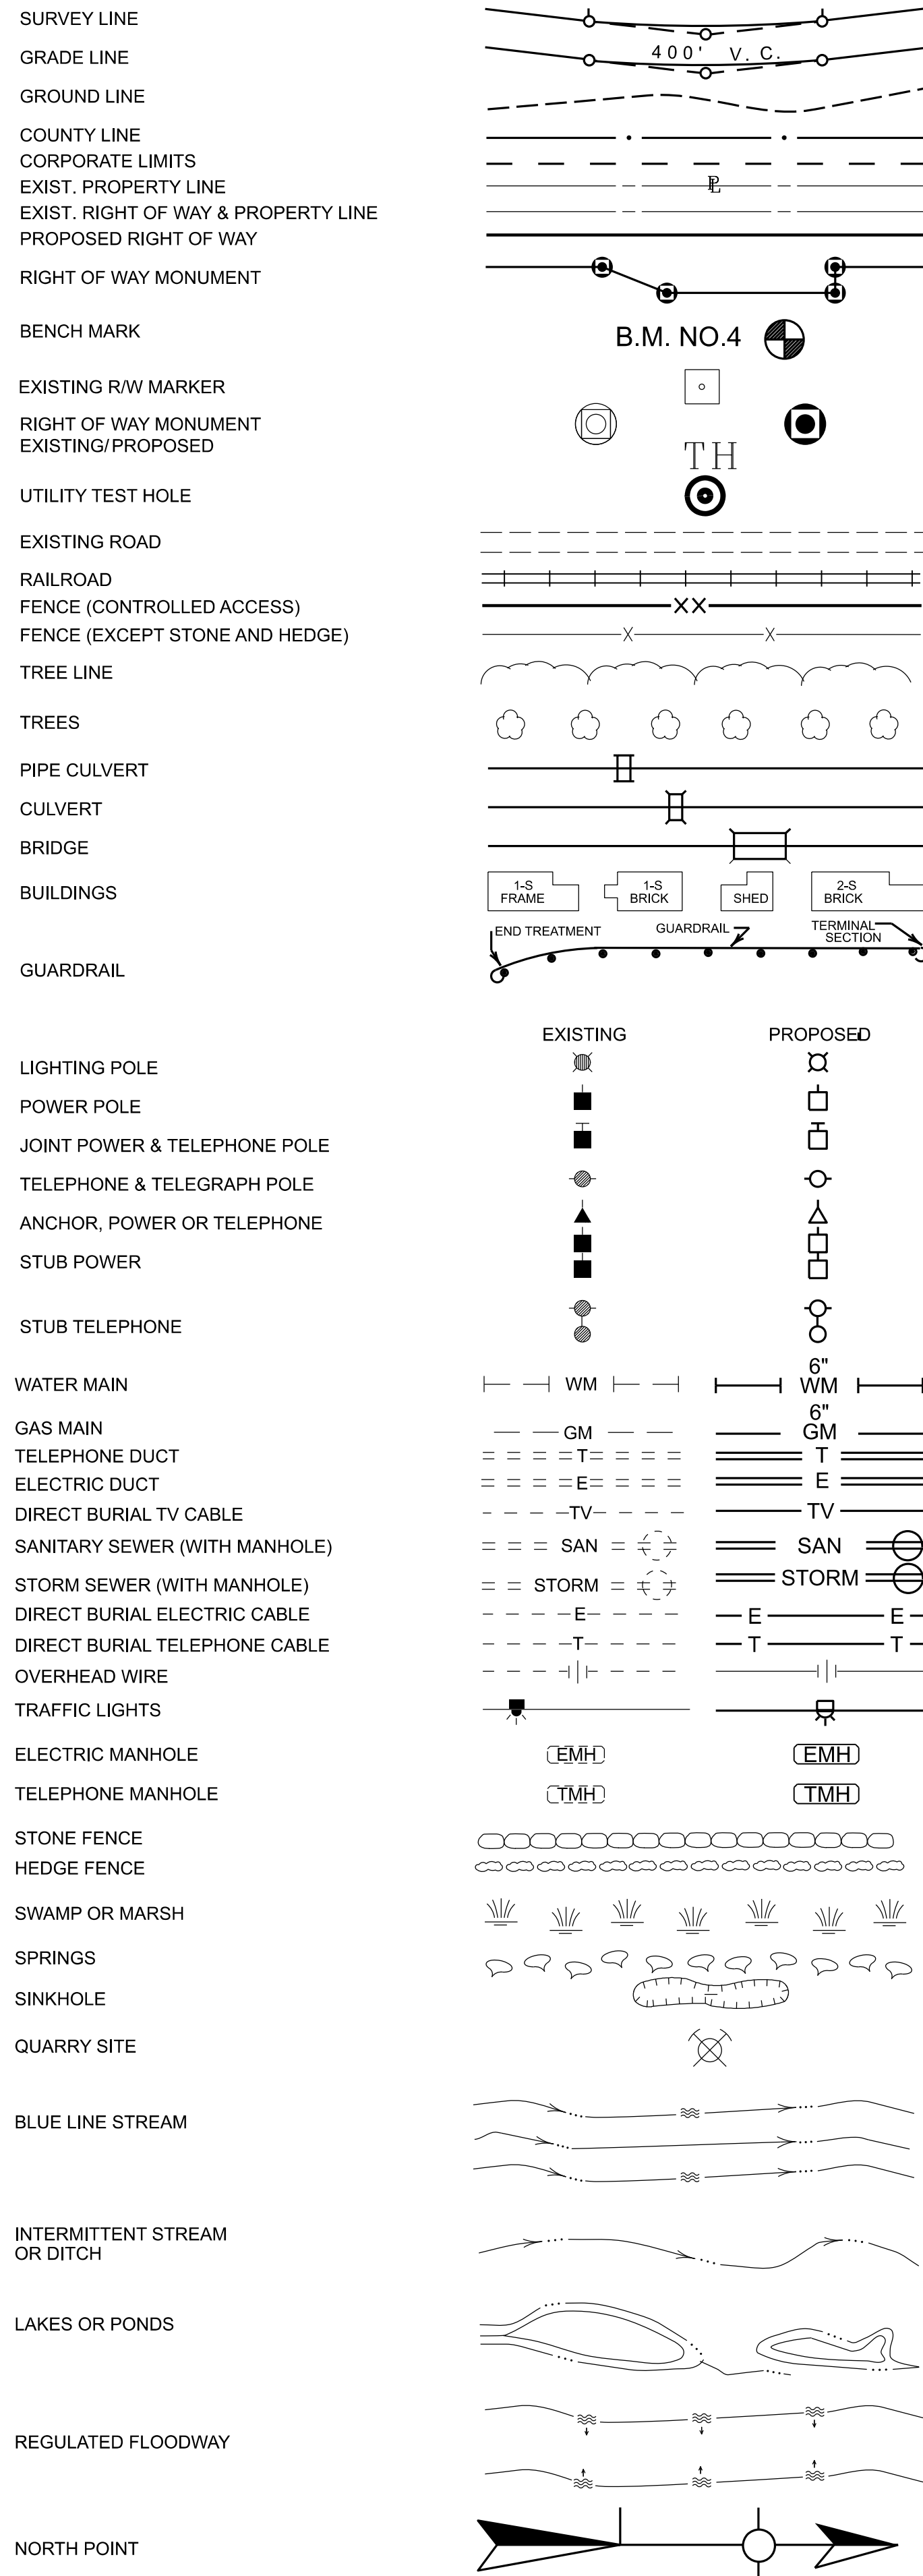 SURVEY LINE
GRADE LINE
400' V. C.
GROUND LINE
COUNTY LINE
CORPORATE LIMITS
EXIST. PROPERTY LINE
PL
EXIST. RIGHT OF WAY & PROPERTY LINE
PROPOSED RIGHT OF WAY
RIGHT OF WAY MONUMENT
BENCH MARK
B.M. NO.4
EXISTING R/W MARKER
RIGHT OF WAY MONUMENT
EXISTING/PROPOSED
TH
UTILITY TEST HOLE
EXISTING ROAD
RAILROAD
FENCE (CONTROLLED ACCESS)
XX
FENCE (EXCEPT STONE AND HEDGE)
X X
TREE LINE
TREES
PIPE CULVERT
CULVERT
BRIDGE
BUILDINGS
1-S
FRAME
1-S
BRICK
SHED
2-S
BRICK
END TREATMENT
GUARDRAIL
TERMINAL
SECTION
GUARDRAIL
EXISTING PROPOSED
LIGHTING POLE
POWER POLE
JOINT POWER & TELEPHONE POLE
TELEPHONE & TELEGRAPH POLE
ANCHOR, POWER OR TELEPHONE
STUB POWER
STUB TELEPHONE
6"
WATER MAIN WM WM
6"
GAS MAIN GM GM
TELEPHONE DUCT T T
ELECTRIC DUCT E E
DIRECT BURIAL TV CABLE TV TV
SANITARY SEWER (WITH MANHOLE) SAN SAN
STORM SEWER (WITH MANHOLE) STORM STORM
DIRECT BURIAL ELECTRIC CABLE E E E
DIRECT BURIAL TELEPHONE CABLE T T T
OVERHEAD WIRE
TRAFFIC LIGHTS
ELECTRIC MANHOLE EMH EMH
TELEPHONE MANHOLE TMH TMH
STONE FENCE
HEDGE FENCE
SWAMP OR MARSH
SPRINGS
SINKHOLE
QUARRY SITE
BLUE LINE STREAM
INTERMITTENT STREAM
OR DITCH
LAKES OR PONDS
REGULATED FLOODWAY
NORTH POINT